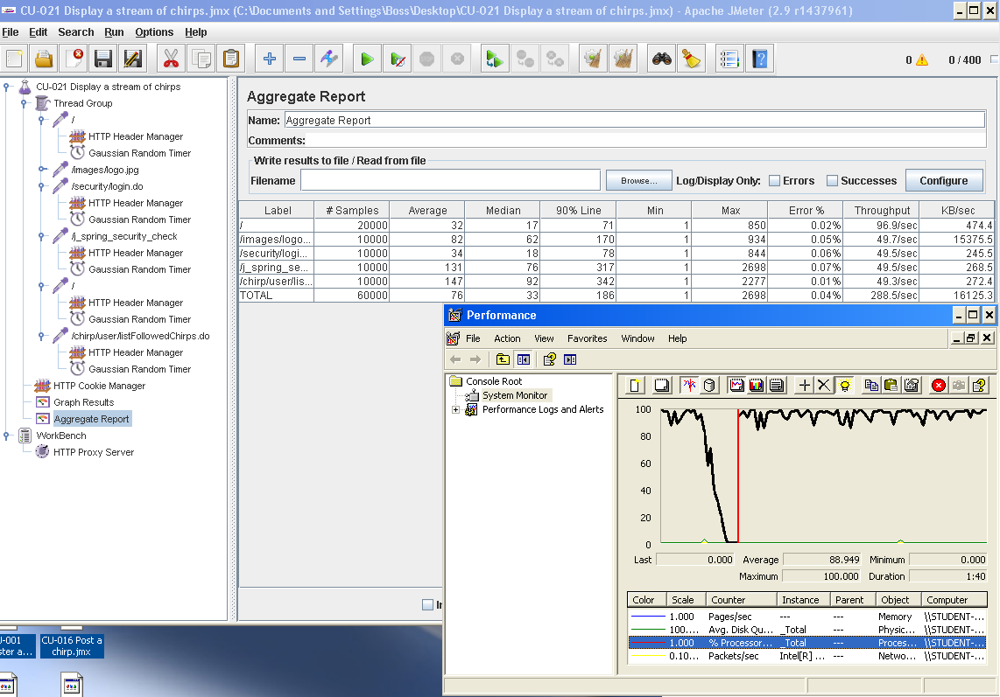 CU-021 Display a stream of chirps.jmx (C:\Documents and Settings\Boss\Desktop\CU-021 Display a stream of chirps.jmx) - Apache JMeter (2.9 r1437961)
File Edit Search Run Options Help
0 0 / 400
CU-021 Display a stream of chirps
Thread Group
/
HTTP Header Manager
Gaussian Random Timer
/images/logo.jpg
/security/login.do
HTTP Header Manager
Gaussian Random Timer
/j_spring_security_check
HTTP Header Manager
Gaussian Random Timer
/
HTTP Header Manager
Gaussian Random Timer
/chirp/user/listFollowedChirps.do
HTTP Header Manager
Gaussian Random Timer
HTTP Cookie Manager
Graph Results
Aggregate Report
WorkBench
HTTP Proxy Server
Aggregate Report
Name: Aggregate Report
Comments:
Write results to file / Read from file
Filename Browse... Log/Display Only: Errors Successes Configure
Label # Samples Average Median 90% Line Min Max Error % Throughput KB/sec
/ 20000 32 17 71 1 850 0.02% 96.9/sec 474.4
/images/logo... 10000 82 62 170 1 934 0.05% 49.7/sec 15375.5
/security/logi... 10000 34 18 78 1 844 0.06% 49.5/sec 245.5
/j_spring_se... 10000 131 76 317 1 2698 0.07% 49.5/sec 268.5
/chirp/user/lis... 10000 147 92 342 1 2277 0.01% 49.3/sec 272.4
TOTAL 60000 76 33 186 1 2698 0.04% 288.5/sec 16125.3
Performance
File Action View Favorites Window Help
Console Root
System Monitor
Performance Logs and Alerts
100
80
60
40
20
0
Last 0.000 Average 88.949 Minimum 0.000
Maximum 100.000 Duration 1:40
Color Scale Counter Instance Parent Object Computer
1.000 Pages/sec --- --- Memory \\STUDENT-...
100.... Avg. Disk Qu... _Total --- Physic... \\STUDENT-...
1.000 % Processor... _Total --- Proces... \\STUDENT-...
0.10... Packets/sec Intel[R] ... --- Netwo... \\STUDENT-...
CU-016 Post a
chirp.jmx